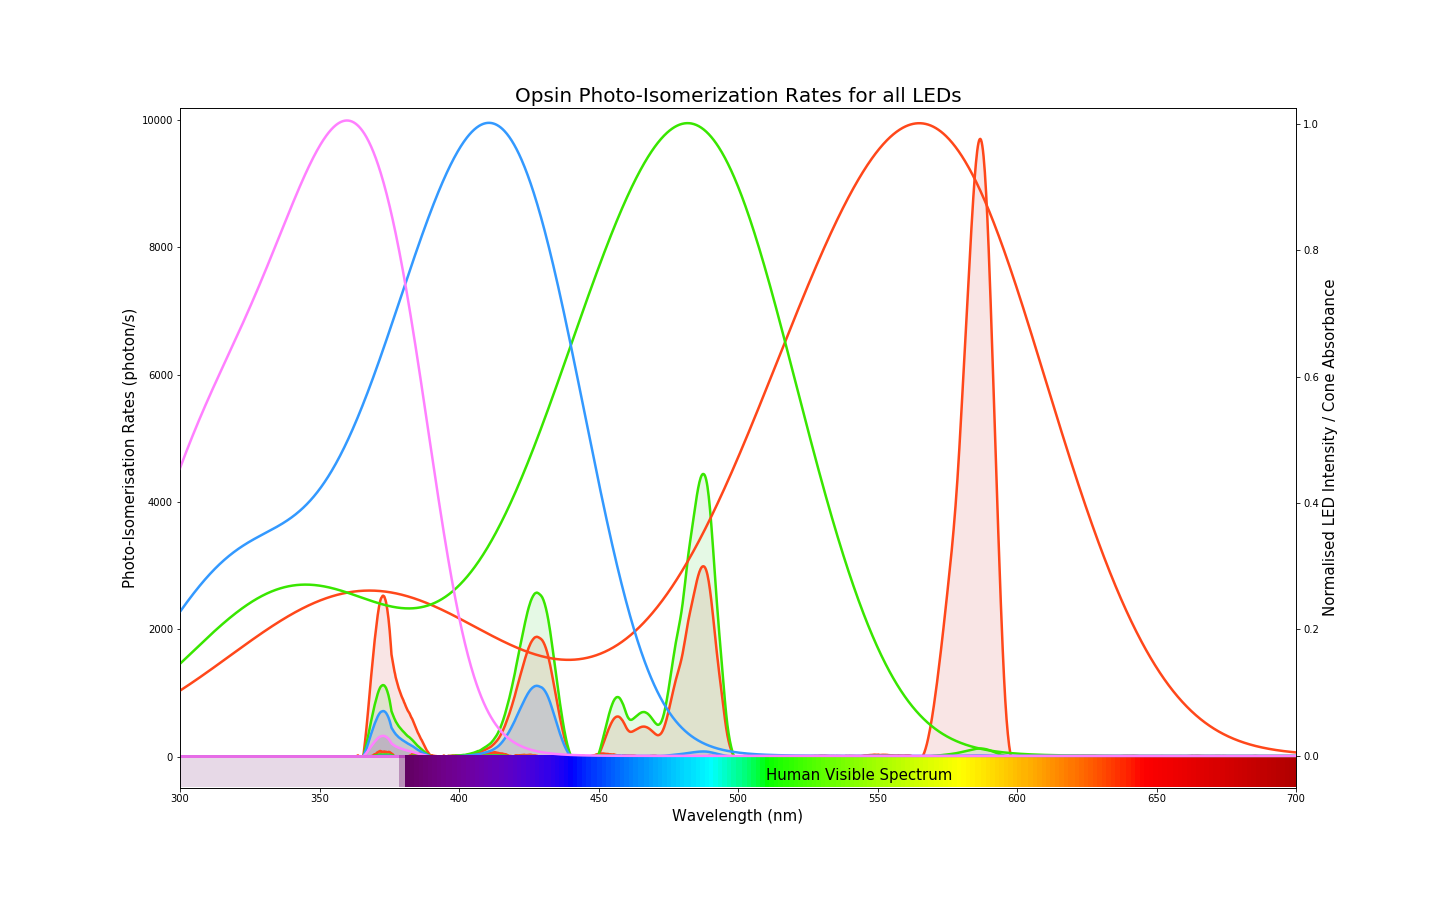 Opsin Photo-Isomerization Rates for all LEDs
Photo-Isomerisation Rates (photon/s)
10000
8000
6000
4000
2000
0
1.0
0.8
0.6
0.4
0.2
0.0
Normalised LED Intensity / Cone Absorbance
Human Visible Spectrum
300 350 400 450 500 550 600 650 700
Wavelength (nm)